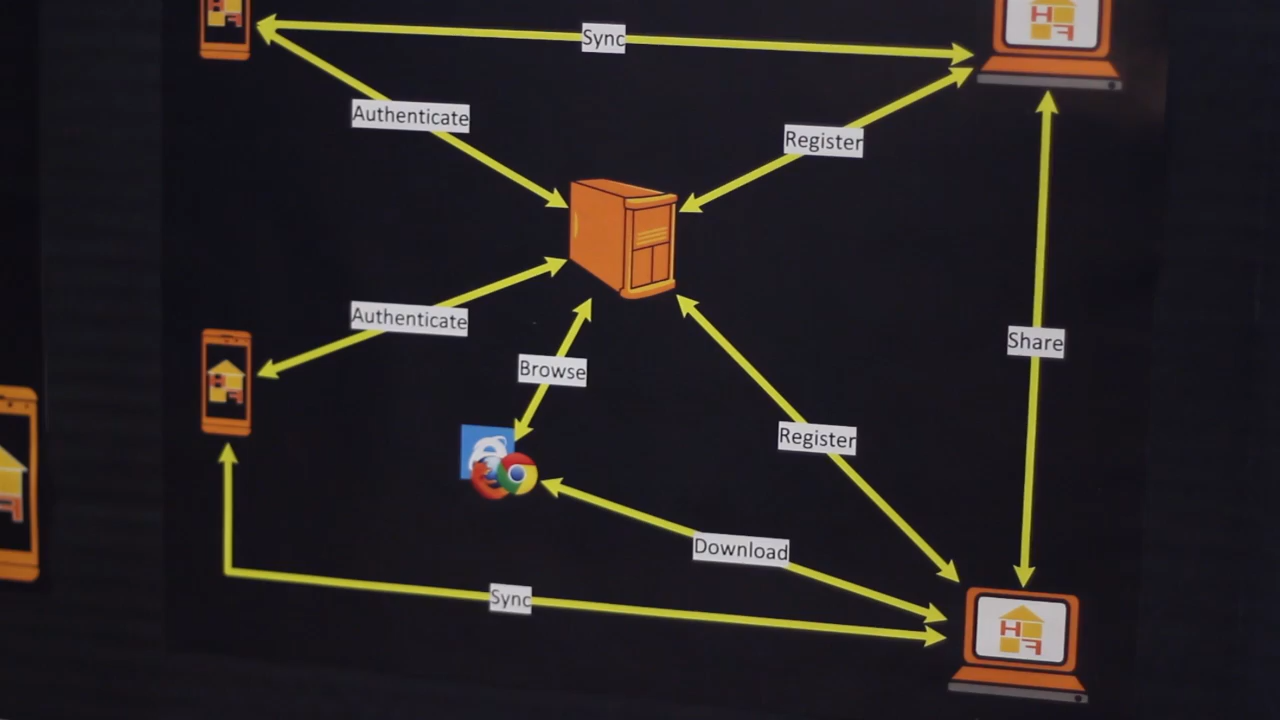 Sync
Authenticate
Register
Authenticate
Share
Browse
Register
Download
Sync